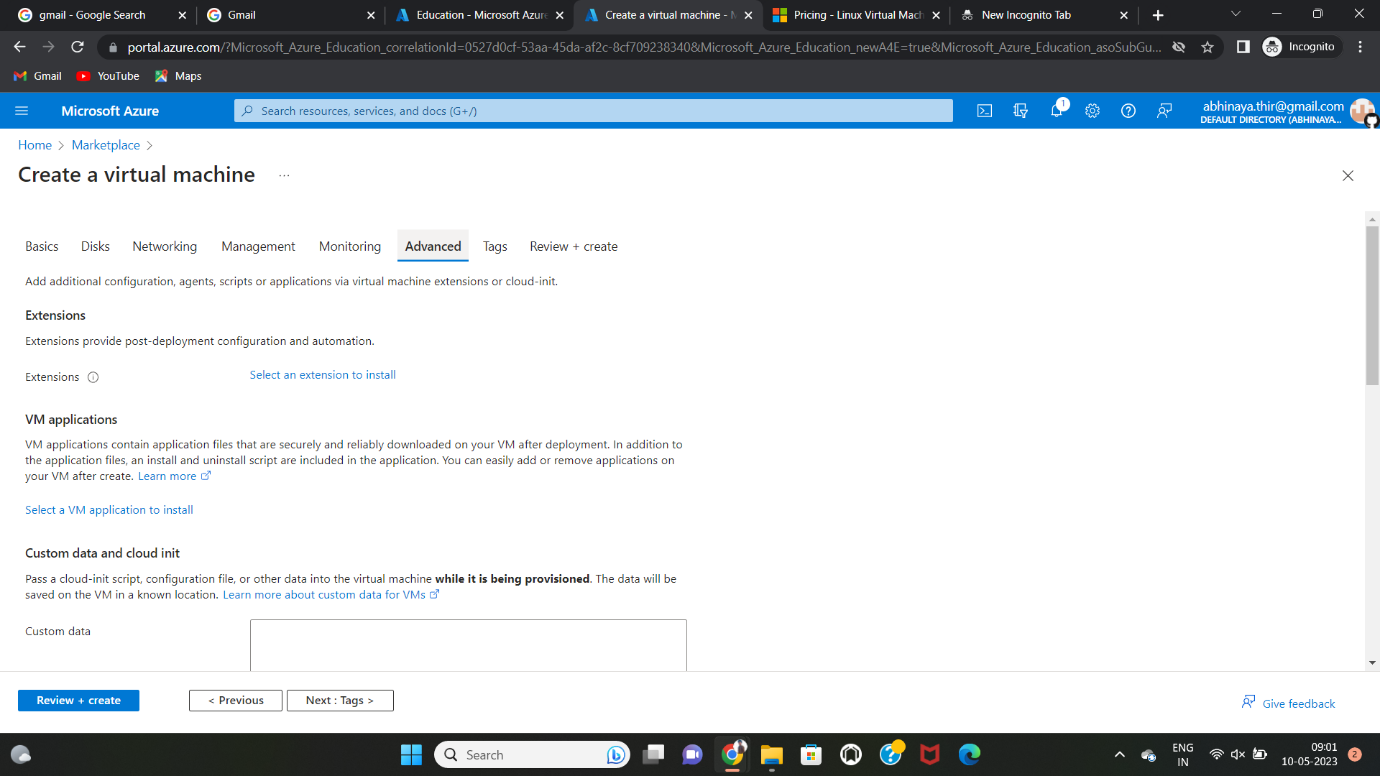 gmail - Google Search
Gmail
Education - Microsoft Azure
Create a virtual machine - M
Pricing - Linux Virtual Mach
New Incognito Tab
portal.azure.com/?Microsoft_Azure_Education_correlationId=0527d0cf-53aa-45da-af2c-8cf709238340&Microsoft_Azure_Education_newA4E=true&Microsoft_Azure_Education_asoSubGu...
Incognito
Gmail
YouTube
Maps
Microsoft Azure
Search resources, services, and docs (G+/)
1
abhinaya.thir@gmail.com
DEFAULT DIRECTORY (ABHINAYA...
Home > Marketplace >
Create a virtual machine ...
Basics Disks Networking Management Monitoring Advanced Tags Review + create
Add additional configuration, agents, scripts or applications via virtual machine extensions or cloud-init.
Extensions
Extensions provide post-deployment configuration and automation.
Extensions
Select an extension to install
VM applications
VM applications contain application files that are securely and reliably downloaded on your VM after deployment. In addition to
the application files, an install and uninstall script are included in the application. You can easily add or remove applications on
your VM after create. Learn more
Select a VM application to install
Custom data and cloud init
Pass a cloud-init script, configuration file, or other data into the virtual machine while it is being provisioned. The data will be
saved on the VM in a known location. Learn more about custom data for VMs
Custom data
Review + create
< Previous
Next : Tags >
Give feedback
Search
ENG
IN
09:01
10-05-2023
2